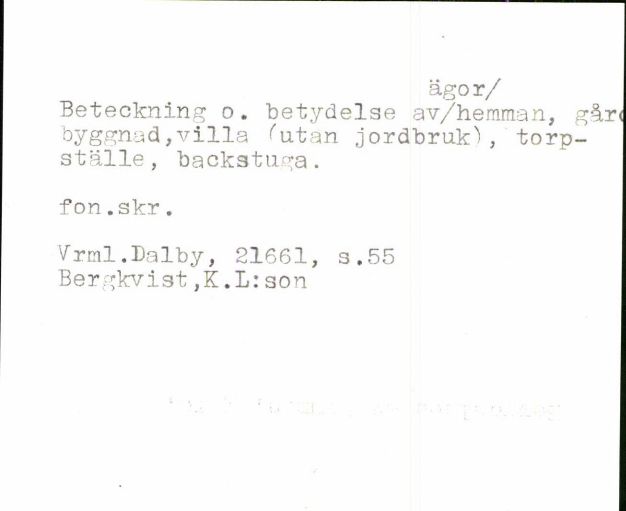 ägor/
Beteckning o. betydelse av/hemman, gård
byggnad,villa (utan jordbruk), torp-
ställe, backstuga.
fon.skr.
Vrml.Dalby, 21661, s.55
Bergkvist,K.L:son